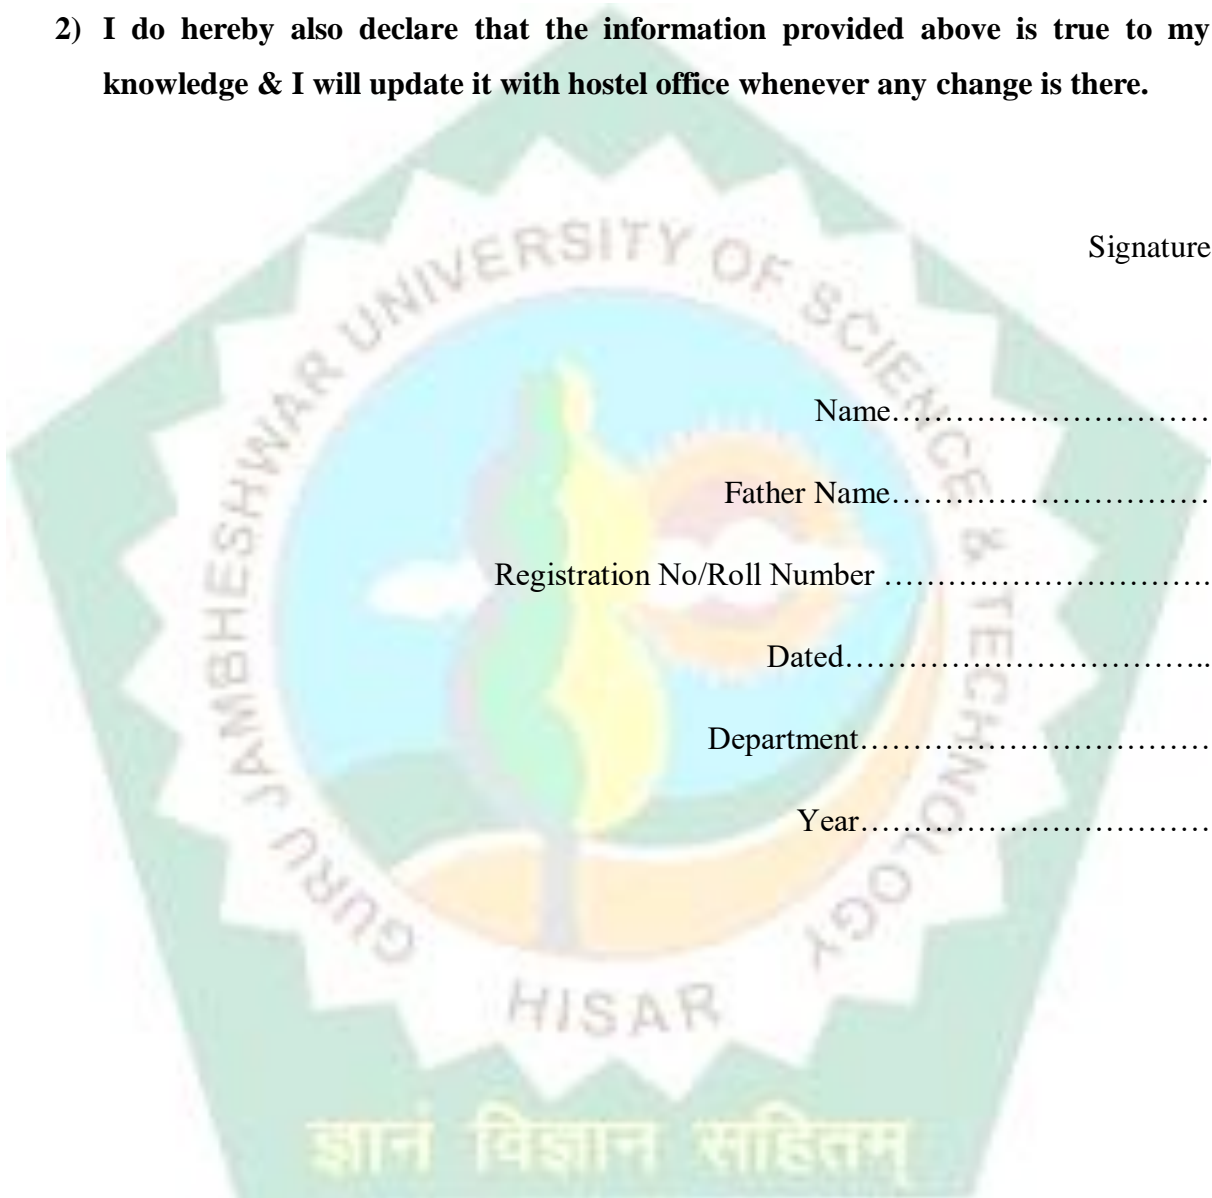 2) I do hereby also declare that the information provided above is true to my
knowledge & I will update it with hostel office whenever any change is there.
Signature
Name…………………………
Father Name…………………………
Registration No/Roll Number ………………………….
Dated……………………………..
Department……………………………
Year……………………………
GURU JAMBHESHWAR UNIVERSITY OF SCIENCE & TECHNOLOGY
HISAR
ज्ञानं विज्ञान सहितम्